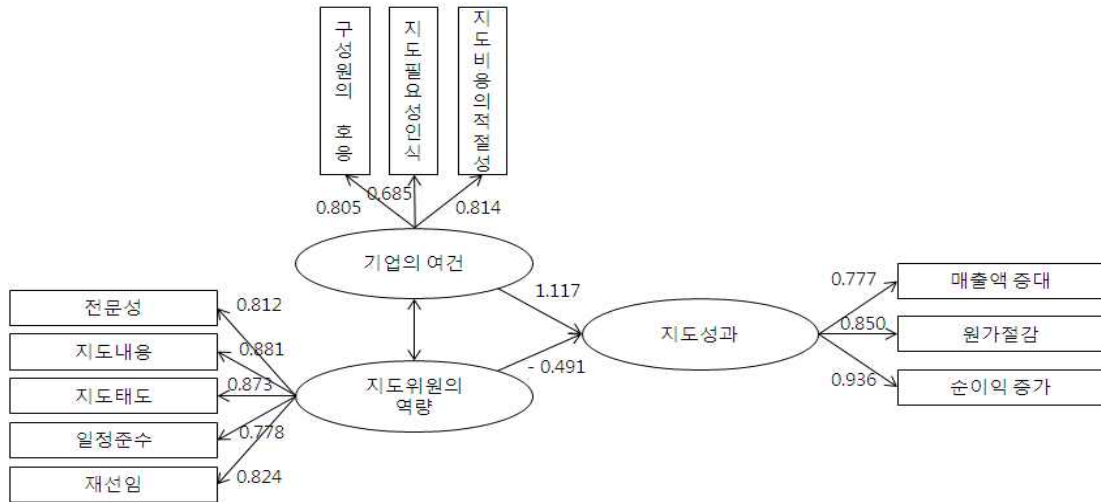 구성원의 호응
지도필요성인식
지도비용의적절성
0.805
0.685
0.814
기업의 여건
1.117
- 0.491
지도위원의
역량
지도성과
전문성
지도내용
지도태도
일정준수
재선임
0.812
0.881
0.873
0.778
0.824
0.777
0.850
0.936
매출액 증대
원가절감
순이익 증가